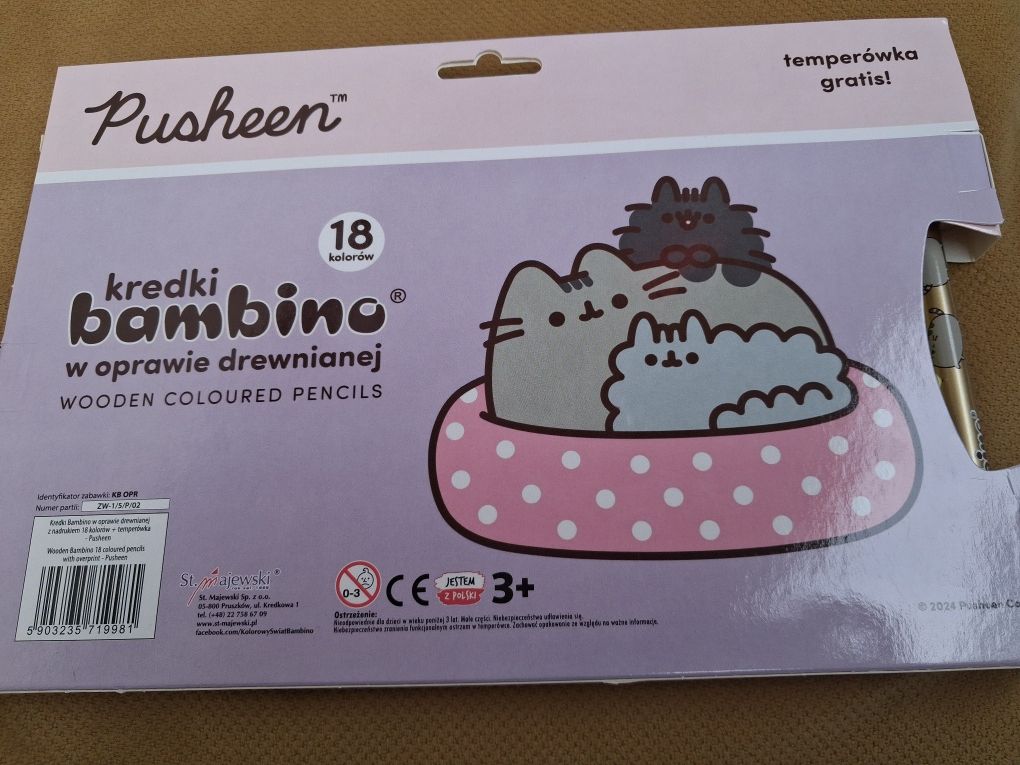 Pusheen™
temperówka
gratis!
18
kolorów
kredki
bambino®
w oprawie drewnianej
WOODEN COLOURED PENCILS
Identyfikator zabawki: KB OPR
Numer partii: ZW-1/5/P/02
Kredki Bambino w oprawie drewnianej
z nadrukiem 18 kolorów + temperówka
- Pusheen
Wooden Bambino 18 coloured pencils
with overprint - Pusheen
5 903235 719981
St. Majewski®
St. Majewski Sp. z o.o.
05-800 Pruszków, ul. Kredkowa 1
tel. (+48) 22 758 67 09
www.st-majewski.pl
facebook.com/KolorowySwiatBambino
0-3
CE
JESTEM
Z POLSKI
3+
Ostrzeżenie:
Nieodpowiednie dla dzieci w wieku poniżej 3 lat. Małe części. Niebezpieczeństwo udławienia się.
Niebezpieczeństwo zranienia funkcjonalnym ostrzem w temperówce. Zachować opakowanie ze względu na ważne informacje.
© 2024 Pusheen Co